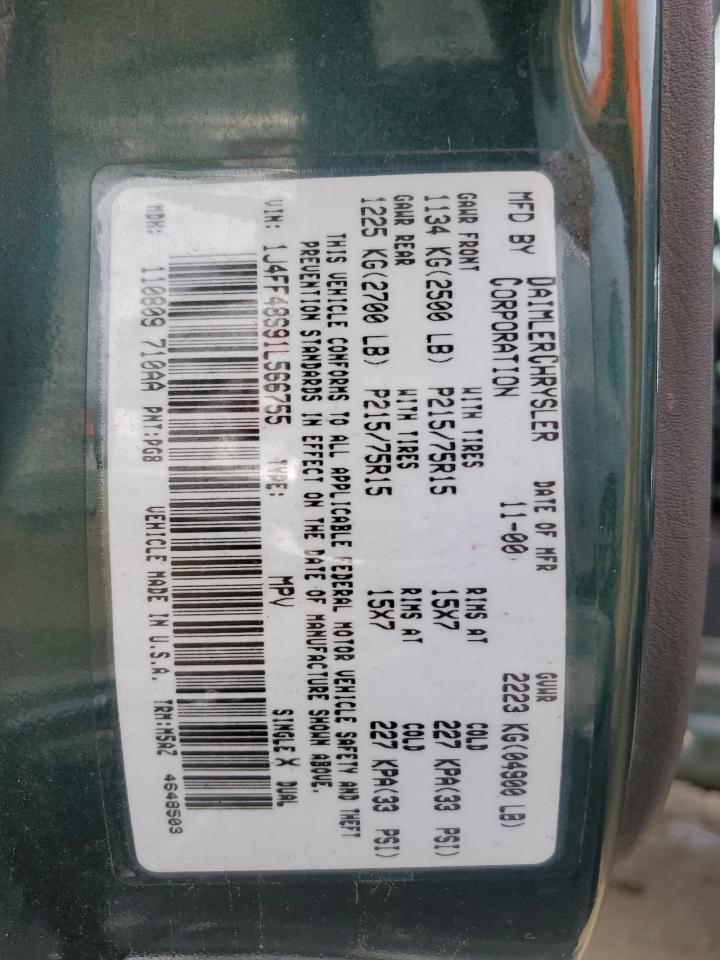 MFD BY DAIMLERCHRYSLER CORPORATION DATE OF MFR 11-00 GVWR 2223 KG(04900 LB)
GAWR FRONT WITH TIRES RIMS AT COLD
1134 KG(2500 LB) P215/75R15 15X7 227 KPA(33 PSI)
GAWR REAR WITH TIRES RIMS AT COLD
1225 KG(2700 LB) P215/75R15 15X7 227 KPA(33 PSI)
THIS VEHICLE CONFORMS TO ALL APPLICABLE FEDERAL MOTOR VEHICLE SAFETY AND THEFT
PREVENTION STANDARDS IN EFFECT ON THE DATE OF MANUFACTURE SHOWN ABOVE.
VIN: 1J4FF48S91L566755 TYPE: MPV SINGLE X DUAL
MDH: 110809 710AA PNT:PG8 VEHICLE MADE IN U.S.A. TRM:M5AZ 4648503